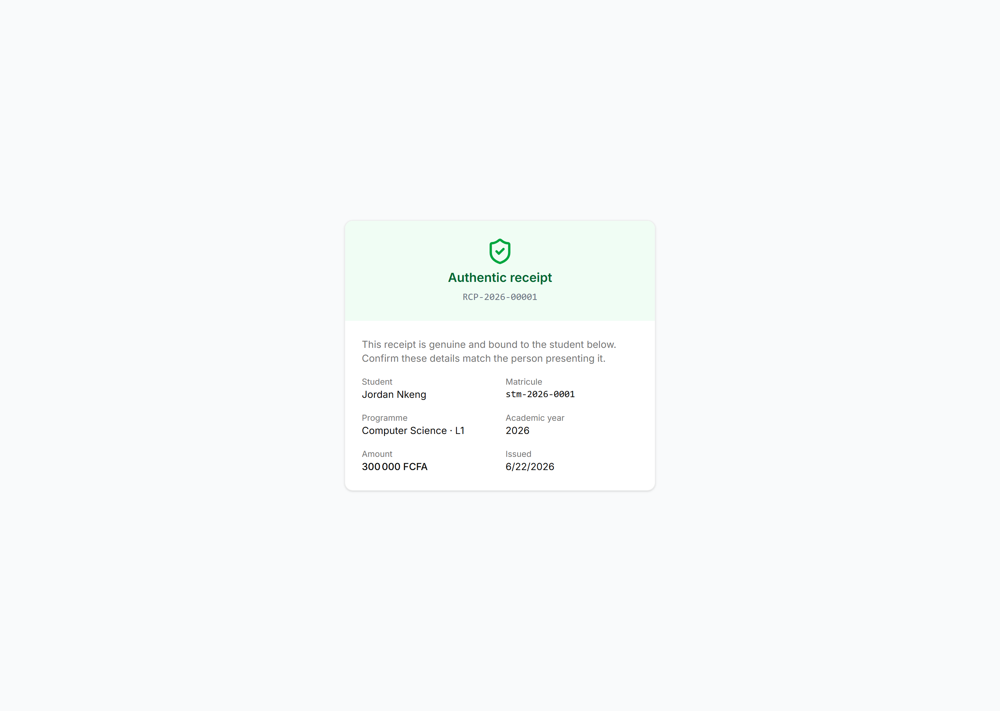 Authentic receipt
RCP-2026-00001
This receipt is genuine and bound to the student below.
Confirm these details match the person presenting it.
Student
Jordan Nkeng
Matricule
stm-2026-0001
Programme
Computer Science · L1
Academic year
2026
Amount
300 000 FCFA
Issued
6/22/2026